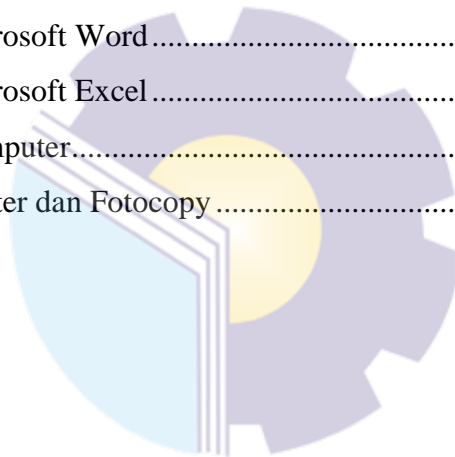 rosoft Word........................................
rosoft Excel........................................
nputer................................................
ter dan Fotocopy...............................